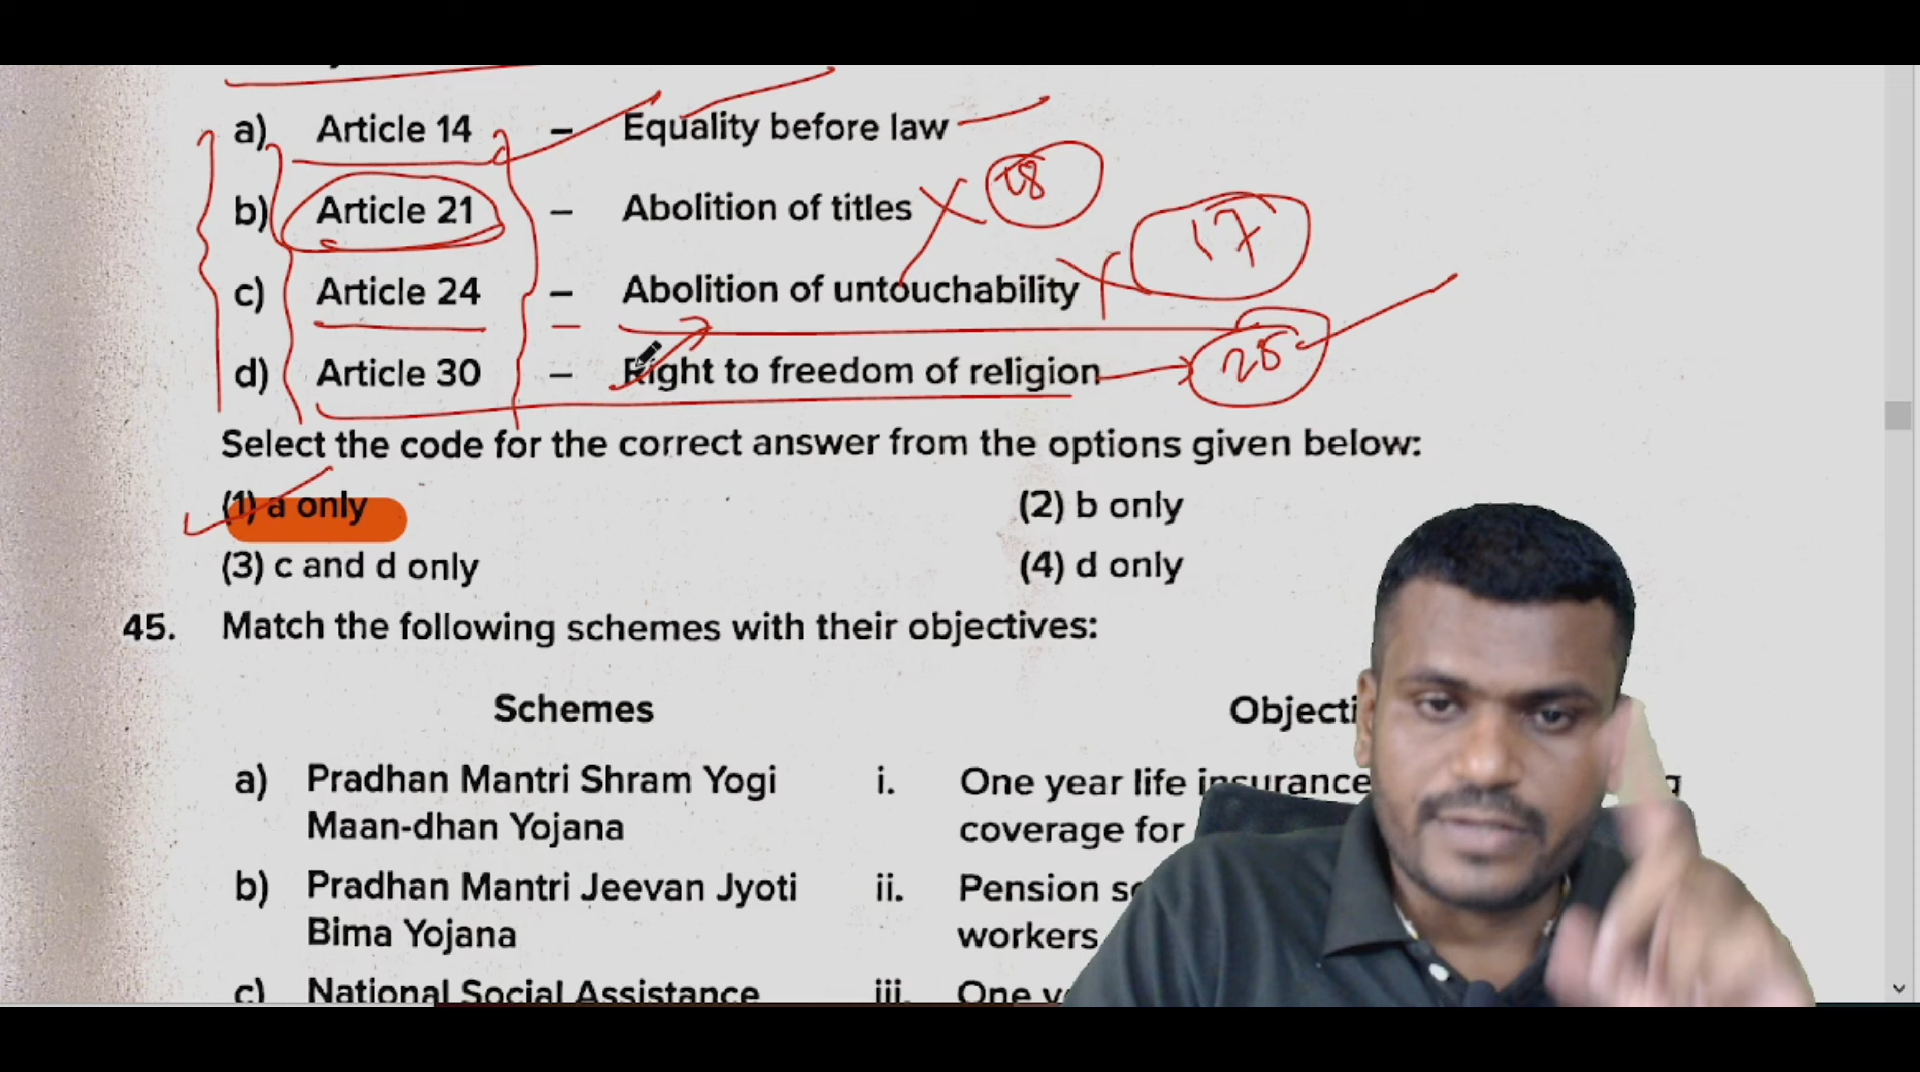 a) Article 14 – Equality before law
b) Article 21 – Abolition of titles 18
c) Article 24 – Abolition of untouchability 17
d) Article 30 – Right to freedom of religion 25
Select the code for the correct answer from the options given below:
(1) a only (2) b only
(3) c and d only (4) d only
45. Match the following schemes with their objectives:
Schemes Objecti
a) Pradhan Mantri Shram Yogi i. One year life insurance
Maan-dhan Yojana coverage for
b) Pradhan Mantri Jeevan Jyoti ii. Pension
Bima Yojana workers
c) National Social Assistance iii. One